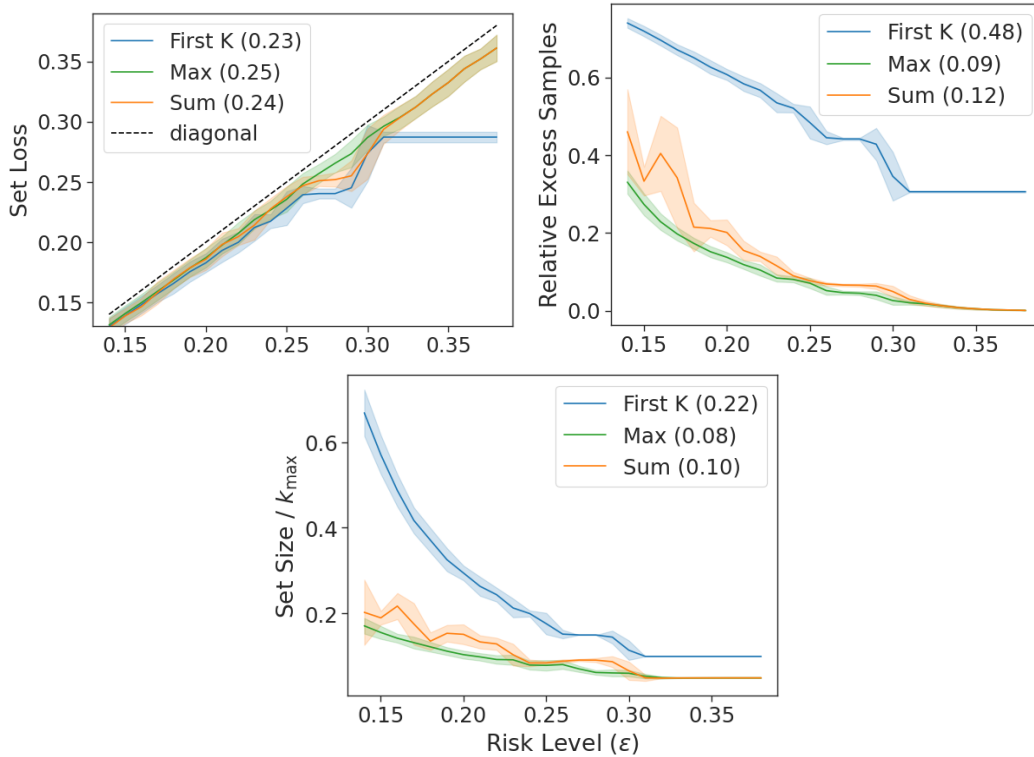 Set Loss
0.35
0.30
0.25
0.20
0.15
First K (0.23)
Max (0.25)
Sum (0.24)
diagonal
0.15 0.20 0.25 0.30 0.35
Relative Excess Samples
0.6
0.4
0.2
0.0
First K (0.48)
Max (0.09)
Sum (0.12)
0.15 0.20 0.25 0.30 0.35
Set Size / k_max
0.6
0.4
0.2
First K (0.22)
Max (0.08)
Sum (0.10)
0.15 0.20 0.25 0.30 0.35
Risk Level (ε)